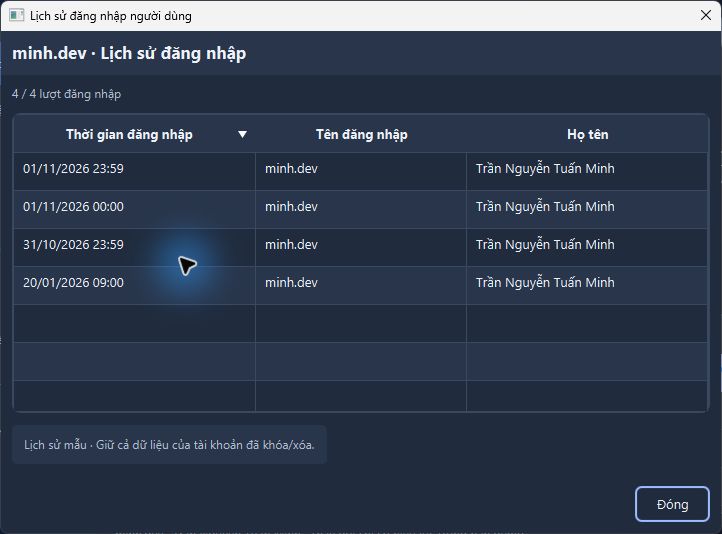 Lịch sử đăng nhập người dùng
minh.dev · Lịch sử đăng nhập
4 / 4 lượt đăng nhập
Thời gian đăng nhập ▼ Tên đăng nhập Họ tên
01/11/2026 23:59 minh.dev Trần Nguyễn Tuấn Minh
01/11/2026 00:00 minh.dev Trần Nguyễn Tuấn Minh
31/10/2026 23:59 minh.dev Trần Nguyễn Tuấn Minh
20/01/2026 09:00 minh.dev Trần Nguyễn Tuấn Minh
Lịch sử mẫu · Giữ cả dữ liệu của tài khoản đã khóa/xóa.
Đóng